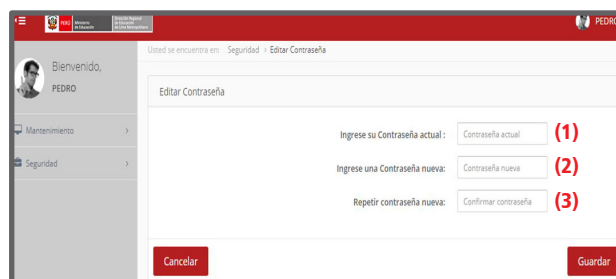 PERÚ
Ministerio
de Educación
Dirección Regional
de Educación
de Lima Metropolitana
PEDRO
Usted se encuentra en: Seguridad > Editar Contraseña
Bienvenido,
PEDRO
Editar Contraseña
Mantenimiento >
Seguridad >
Ingrese su Contraseña actual : Contraseña actual (1)
Ingrese una Contraseña nueva: Contraseña nueva (2)
Repetir contraseña nueva: Confirmar contraseña (3)
Cancelar
Guardar